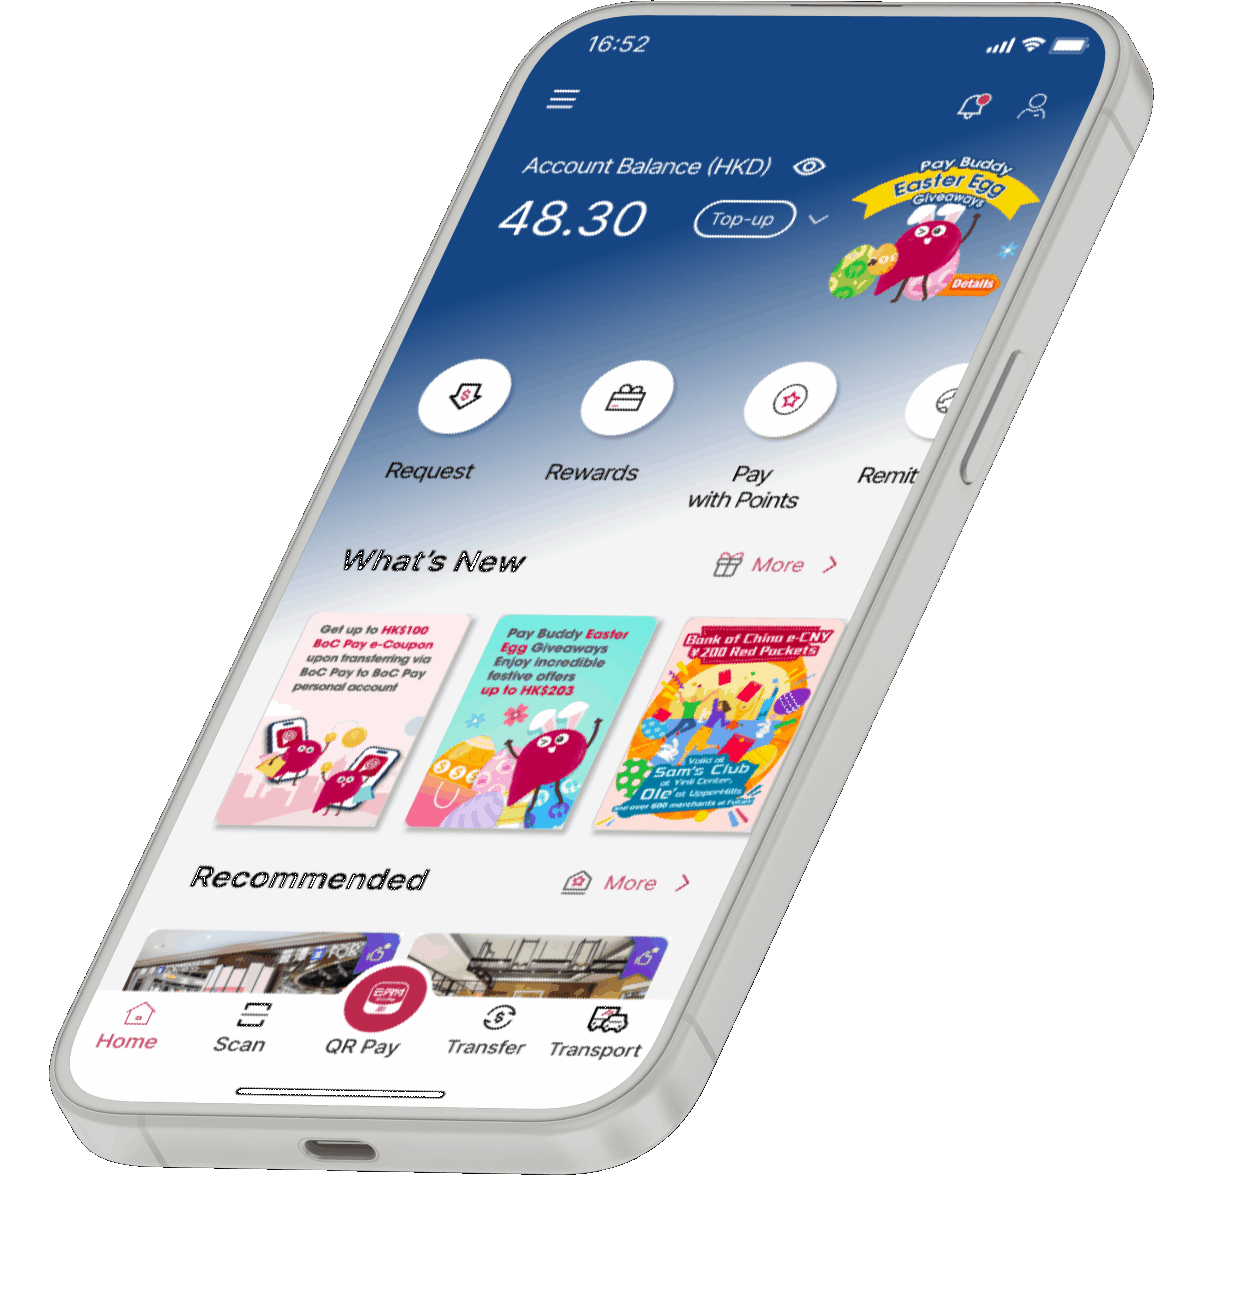 16:52
Account Balance (HKD)
48.30
Top-up
Pay Buddy
Easter Egg
Giveaways
Details
Request
Rewards
Pay
with Points
Remit
What's New
More
Get up to HK$100
BoC Pay e-Coupon
upon transferring via
BoC Pay to BoC Pay
personal account
Pay Buddy Easter
Egg Giveaways
Enjoy incredible
festive offers
up to HK$203
Bank of China e-CNY
¥200 Red Packets
Valid at
Sam's Club
at Yitian Center,
Ole' at UpperHills
and over 600 merchants at Futian
Recommended
More
FOR
Home
Scan
QR Pay
Transfer
Transport